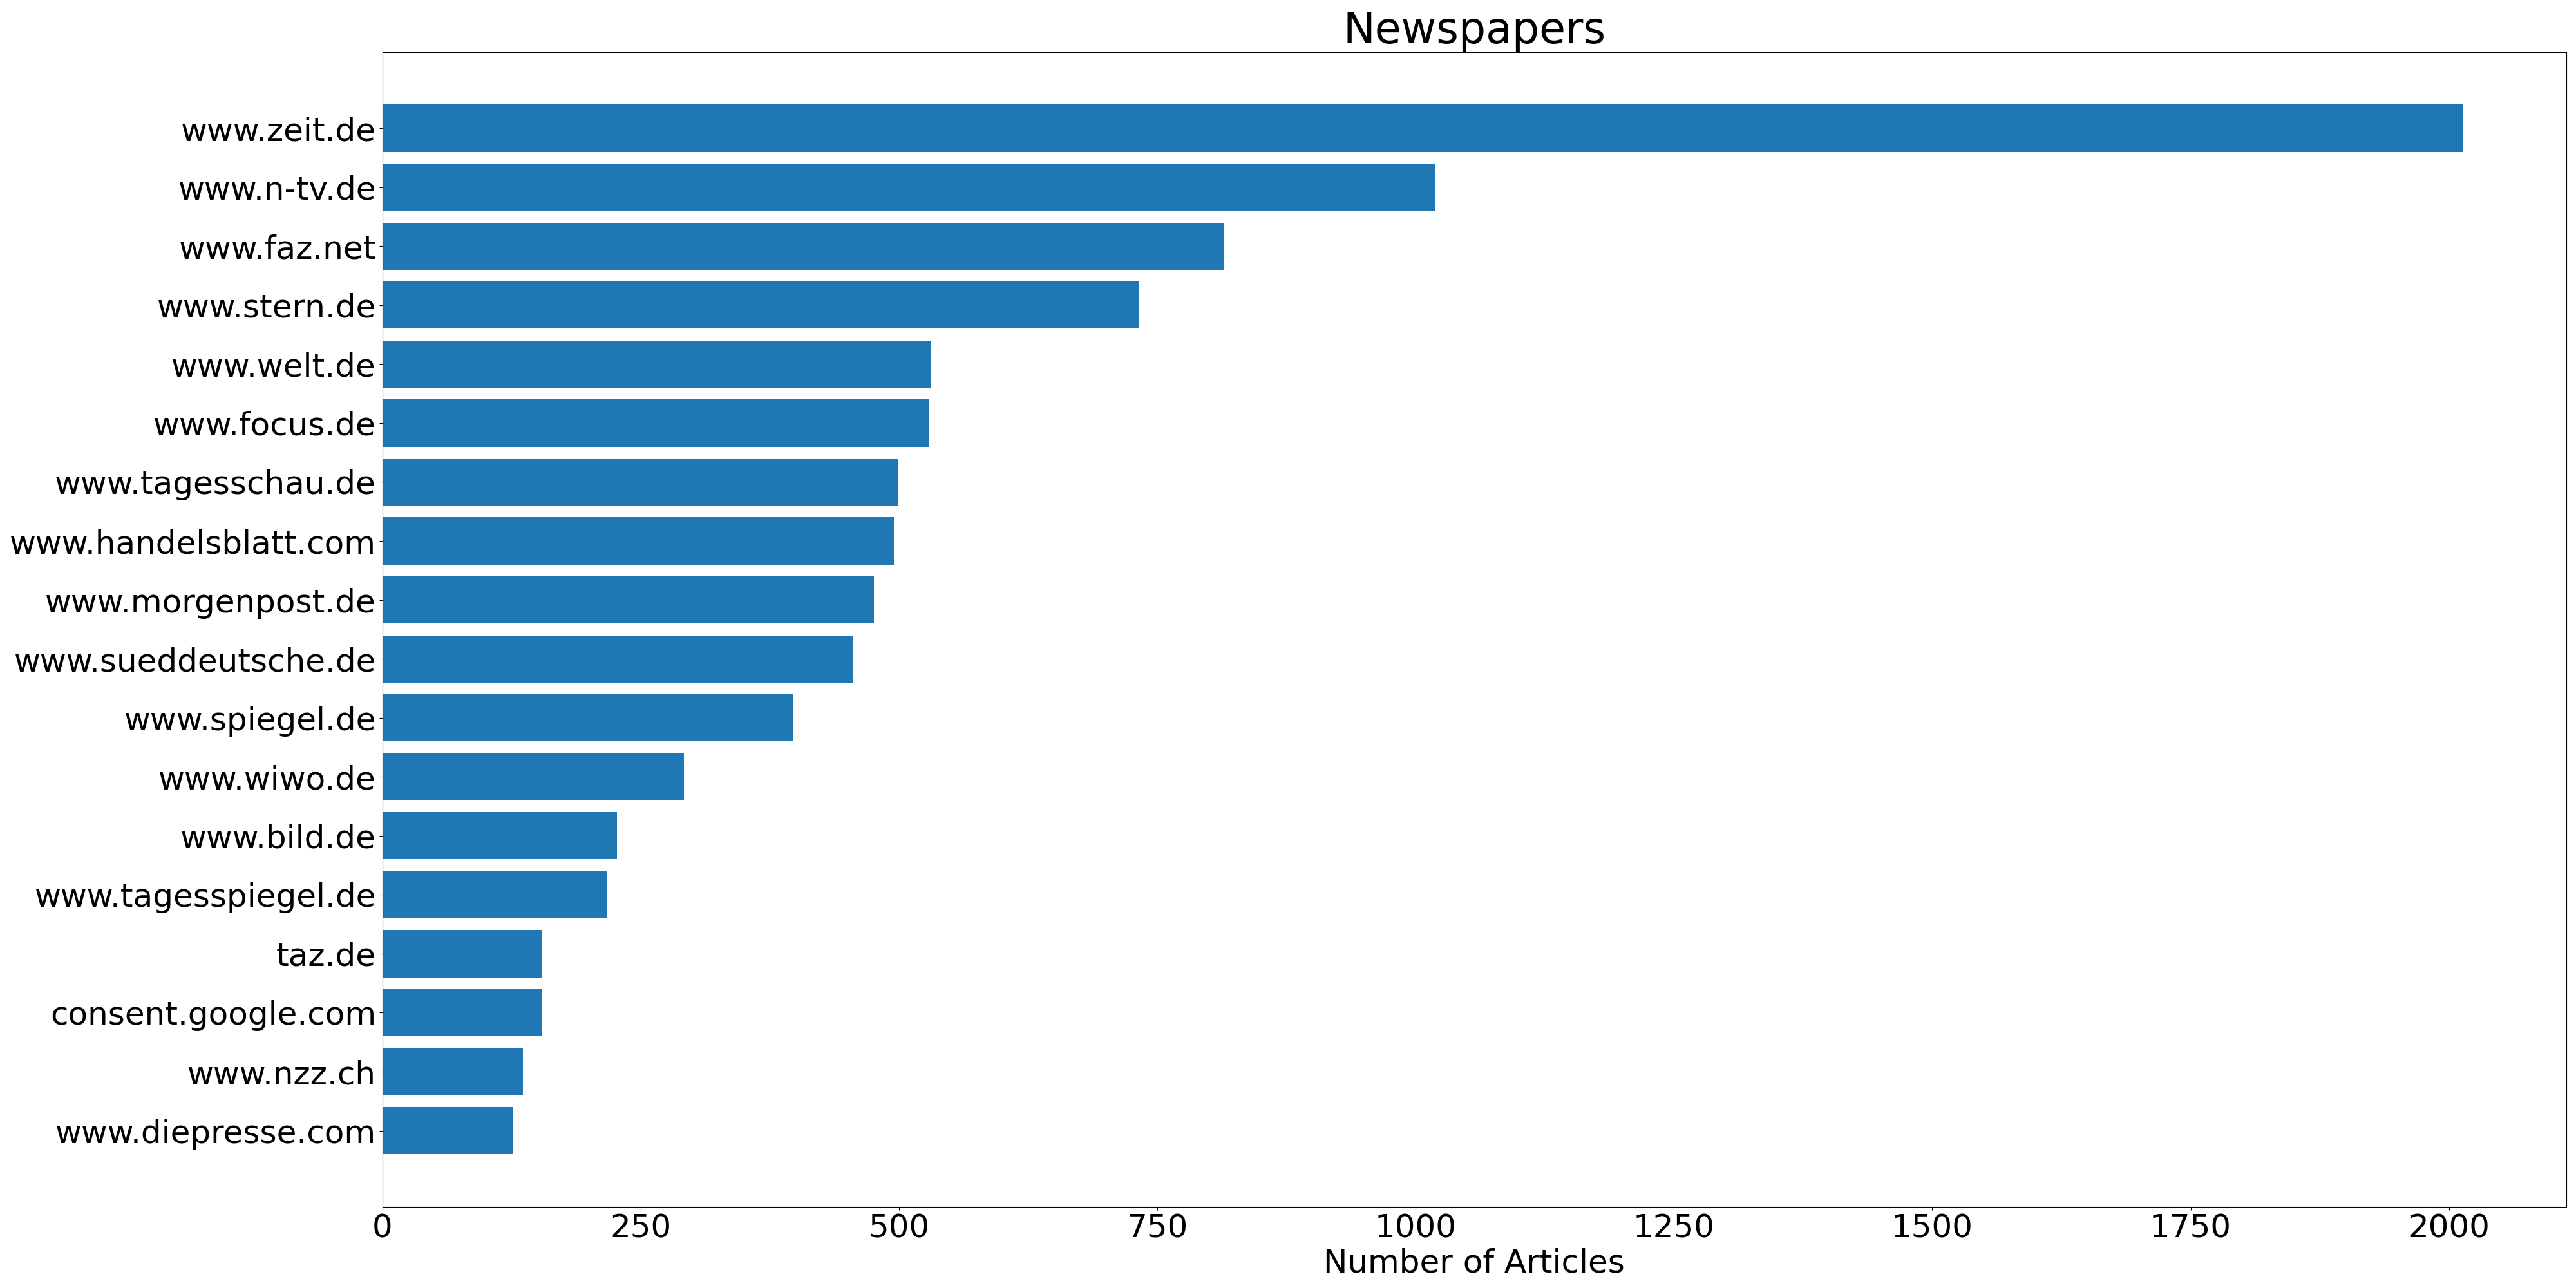 Newspapers
www.zeit.de
www.n-tv.de
www.faz.net
www.stern.de
www.welt.de
www.focus.de
www.tagesschau.de
www.handelsblatt.com
www.morgenpost.de
www.sueddeutsche.de
www.spiegel.de
www.wiwo.de
www.bild.de
www.tagesspiegel.de
taz.de
consent.google.com
www.nzz.ch
www.diepresse.com
0 250 500 750 1000 1250 1500 1750 2000
Number of Articles